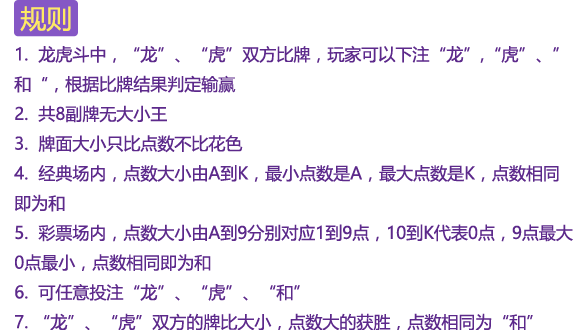 规则
1. 龙虎斗中，“龙”、“虎”双方比牌，玩家可以下注“龙”,“虎”、”
和“，根据比牌结果判定输赢
2. 共8副牌无大小王
3. 牌面大小只比点数不比花色
4. 经典场内，点数大小由A到K，最小点数是A，最大点数是K，点数相同
即为和
5. 彩票场内，点数大小由A到9分别对应1到9点，10到K代表0点，9点最大
0点最小，点数相同即为和
6. 可任意投注“龙”、“虎”、“和”
7. “龙”、“虎”双方的牌比大小，点数大的获胜，点数相同为“和”